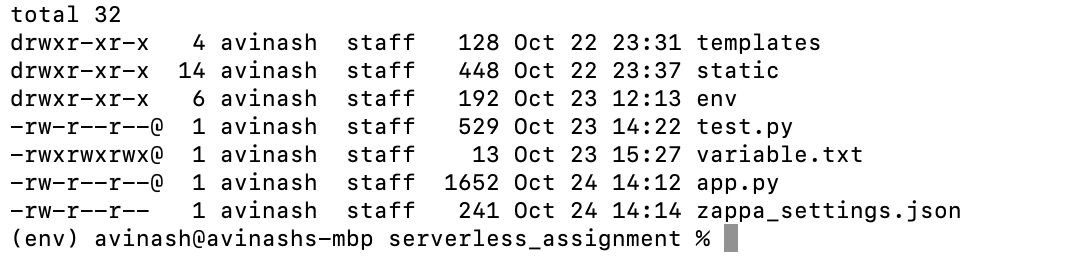 total 32
drwxr-xr-x   4 avinash  staff   128 Oct 22 23:31 templates
drwxr-xr-x  14 avinash  staff   448 Oct 22 23:37 static
drwxr-xr-x   6 avinash  staff   192 Oct 23 12:13 env
-rw-r--r--@  1 avinash  staff   529 Oct 23 14:22 test.py
-rwxrwxrwx@  1 avinash  staff    13 Oct 23 15:27 variable.txt
-rw-r--r--@  1 avinash  staff  1652 Oct 24 14:12 app.py
-rw-r--r--   1 avinash  staff   241 Oct 24 14:14 zappa_settings.json
(env) avinash@avinashs-mbp serverless_assignment %